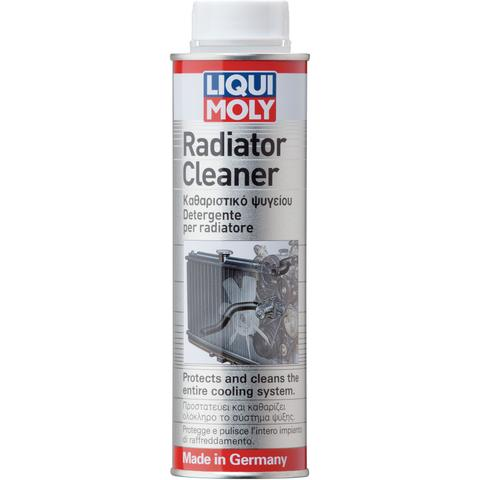 LIQUI
MOLY
Radiator
Cleaner
Καθαριστικό ψυγείου
Detergente
per radiatore
Protects and cleans the
entire cooling system.
Προστατεύει και καθαρίζει
ολόκληρο το σύστημα ψύξης.
Protegge e pulisce l'intero impianto
di raffreddamento.
Made in Germany